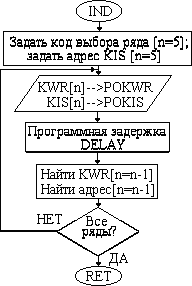 IND
Задать код выбора ряда [n=5];
задать адрес KIS [n=5]
KWR[n]-->POKWR
KIS[n]-->POKIS
Программная задержка
DELAY
Найти KWR[n=n-1]
Найти адрес[n=n-1]
НЕТ
Все
ряды?
ДА
RET